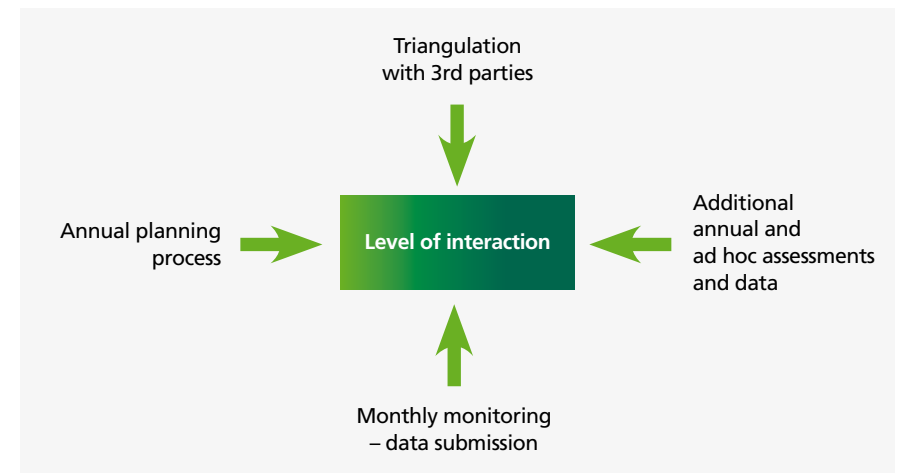 Triangulation
with 3rd parties
Annual planning
process
Level of interaction
Additional
annual and
ad hoc assessments
and data
Monthly monitoring
– data submission